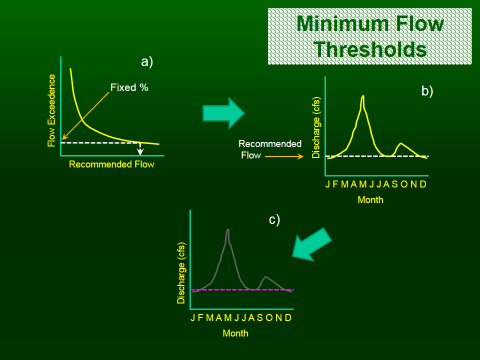 Minimum Flow
Thresholds
a)
Fixed %
Flow Exceedence
Recommended Flow
b)
Discharge (cfs)
Recommended
Flow
J F M A M J J A S O N D
Month
c)
Discharge (cfs)
J F M A M J J A S O N D
Month